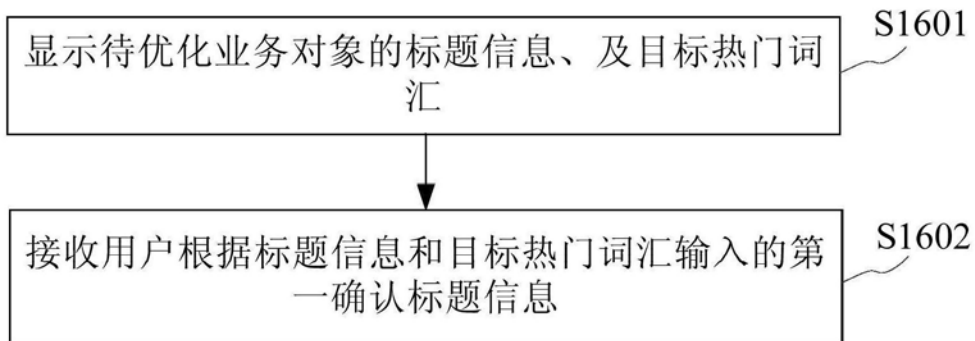 S1601
显示待优化业务对象的标题信息、及目标热门词
汇
S1602
接收用户根据标题信息和目标热门词汇输入的第
一确认标题信息